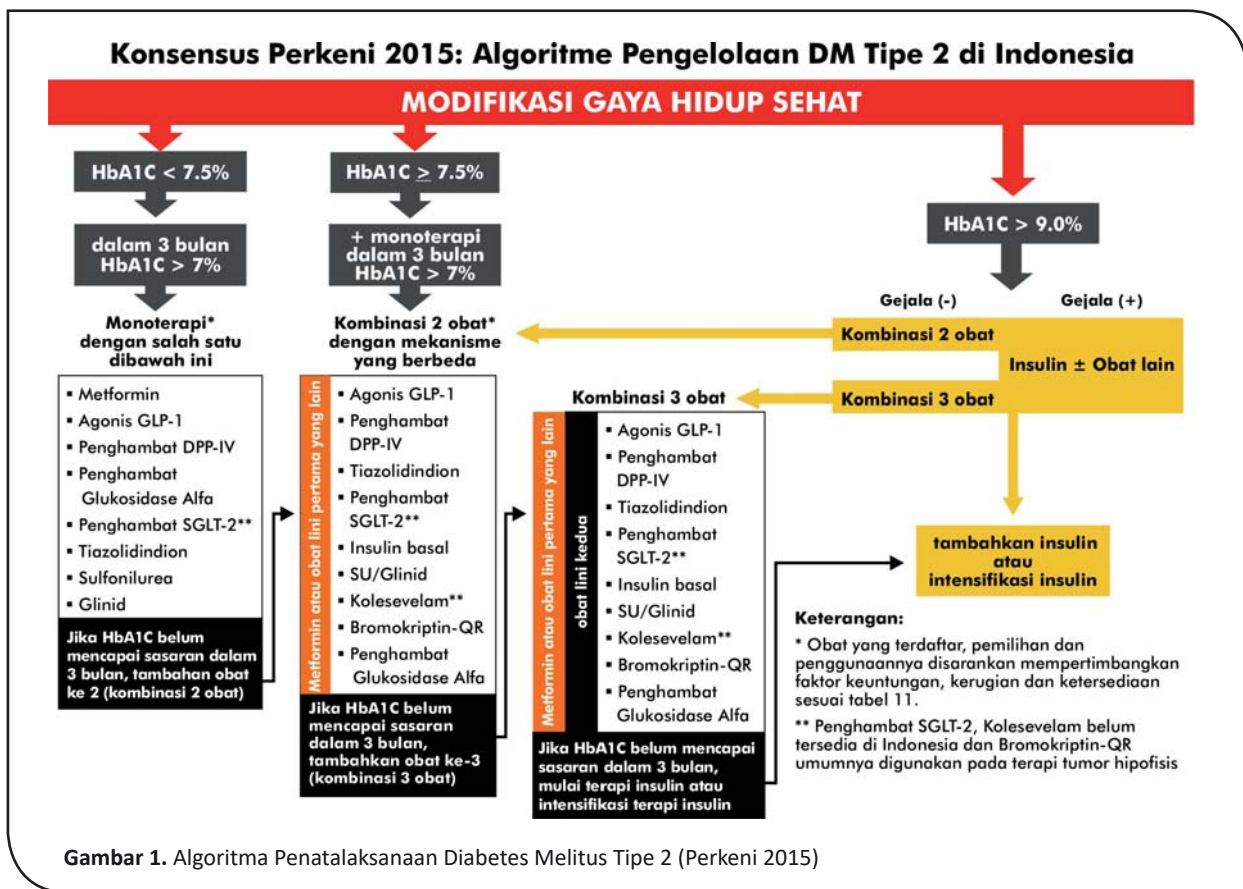 Konsensus Perkeni 2015: Algoritme Pengelolaan DM Tipe 2 di Indonesia
MODIFIKASI GAYA HIDUP SEHAT
HbA1C < 7.5%
dalam 3 bulan
HbA1C > 7%
Monoterapi*
dengan salah satu
dibawah ini
▪ Metformin
▪ Agonis GLP-1
▪ Penghambat DPP-IV
▪ Penghambat
Glukosidase Alfa
▪ Penghambat SGLT-2**
▪ Tiazolidindion
▪ Sulfonilurea
▪ Glinid
Jika HbA1C belum
mencapai sasaran dalam
3 bulan, tambahan obat
ke 2 (kombinasi 2 obat)
HbA1C ≥ 7.5%
+ monoterapi
dalam 3 bulan
HbA1C > 7%
Kombinasi 2 obat*
dengan mekanisme
yang berbeda
Metformin atau obat lini pertama yang lain
▪ Agonis GLP-1
▪ Penghambat
DPP-IV
▪ Tiazolidindion
▪ Penghambat
SGLT-2**
▪ Insulin basal
▪ SU/Glinid
▪ Kolesevelam**
▪ Bromokriptin-QR
▪ Penghambat
Glukosidase Alfa
Jika HbA1C belum
mencapai sasaran
dalam 3 bulan,
tambahkan obat ke-3
(kombinasi 3 obat)
Kombinasi 3 obat
Metformin atau obat lini pertama yang lain
obat lini kedua
▪ Agonis GLP-1
▪ Penghambat
DPP-IV
▪ Tiazolidindion
▪ Penghambat
SGLT-2**
▪ Insulin basal
▪ SU/Glinid
▪ Kolesevelam**
▪ Bromokriptin-QR
▪ Penghambat
Glukosidase Alfa
Jika HbA1C belum mencapai
sasaran dalam 3 bulan,
mulai terapi insulin atau
intensifikasi terapi insulin
HbA1C > 9.0%
Gejala (-)
Gejala (+)
Kombinasi 2 obat
Insulin ± Obat lain
Kombinasi 3 obat
tambahkan insulin
atau
intensifikasi insulin
Keterangan:
* Obat yang terdaftar, pemilihan dan
penggunaannya disarankan mempertimbangkan
faktor keuntungan, kerugian dan ketersediaan
sesuai tabel 11.
** Penghambat SGLT-2, Kolesevelam belum
tersedia di Indonesia dan Bromokriptin-QR
umumnya digunakan pada terapi tumor hipofisis
Gambar 1. Algoritma Penatalaksanaan Diabetes Melitus Tipe 2 (Perkeni 2015)